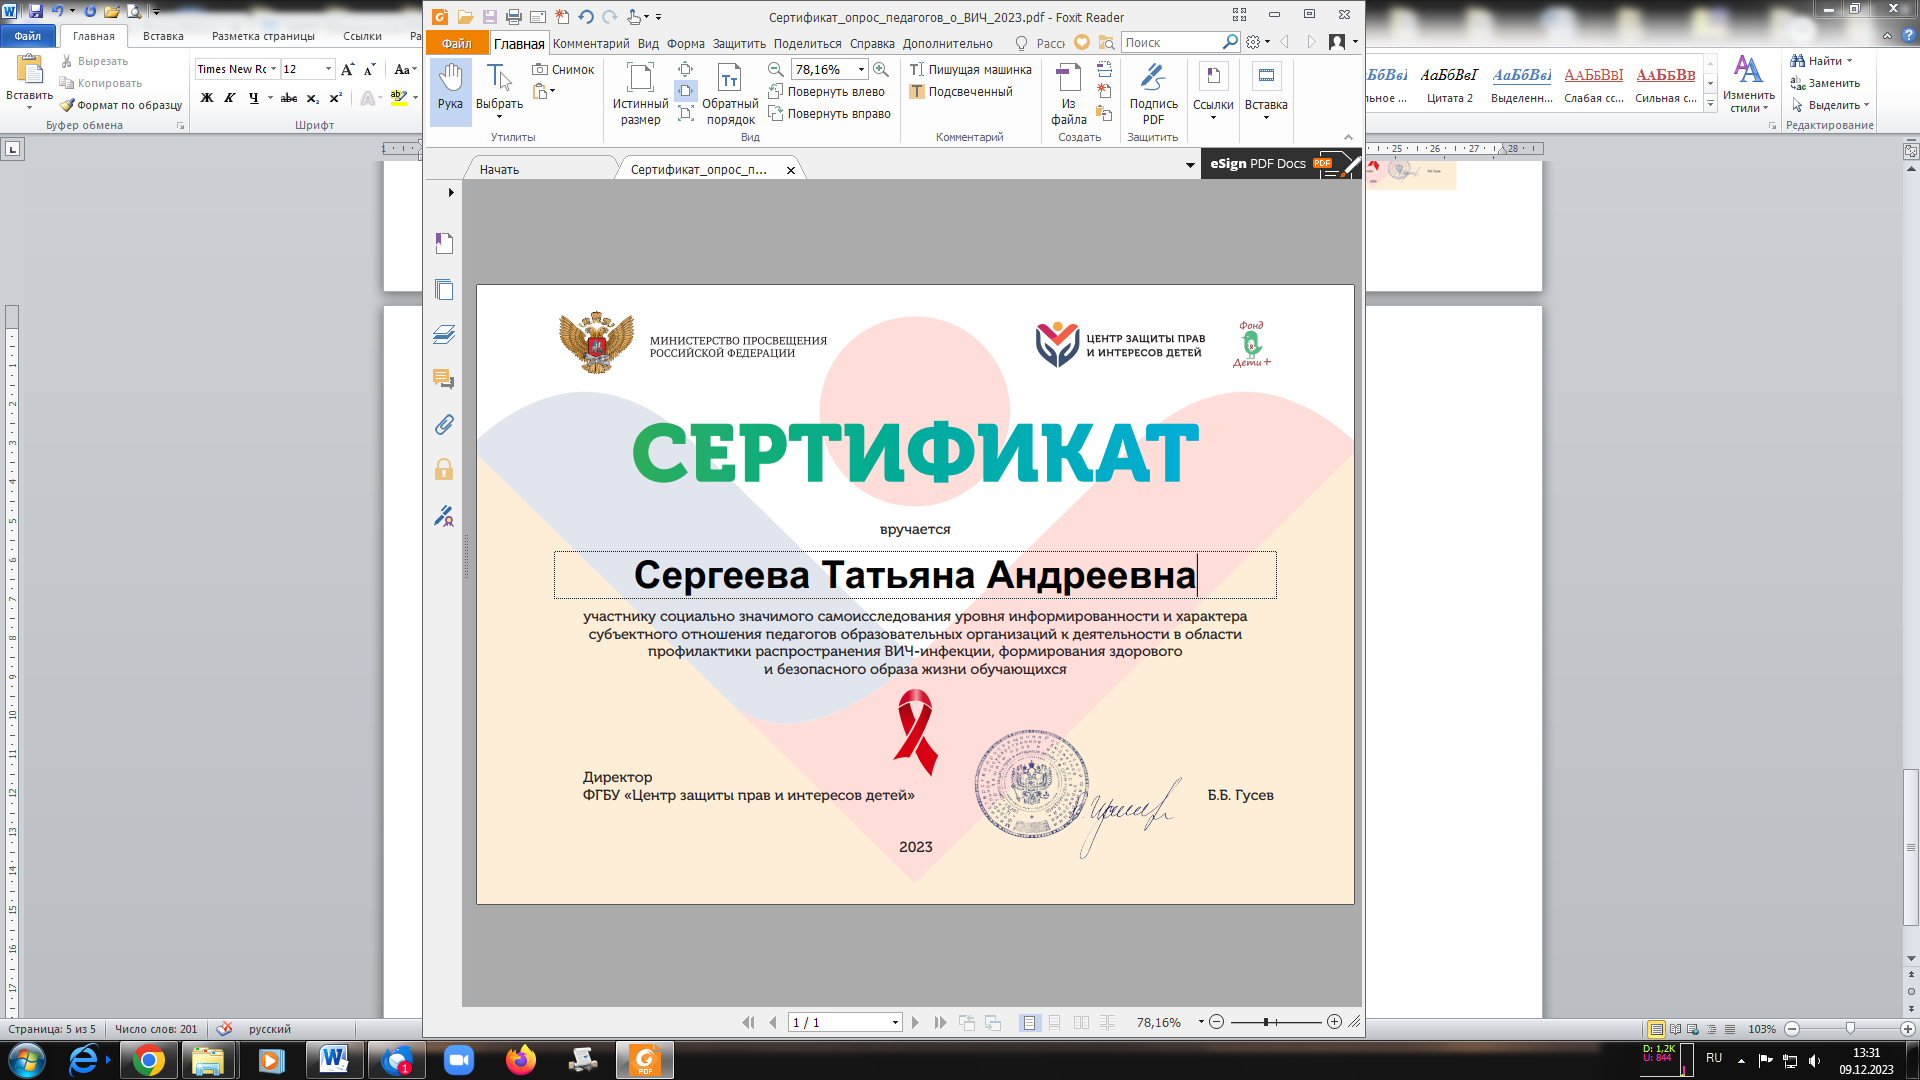 Сертификат_опрос_педагогов_о_ВИЧ_2023.pdf - Foxit Reader
Файл
Главная
Вставка
Разметка страницы
Ссылки
Файл
Главная
Комментарий
Вид
Форма
Защитить
Поделиться
Справка
Дополнительно
Расск
Поиск
Вставить
Вырезать
Копировать
Формат по образцу
Буфер обмена
Times New Ro
12
Шрифт
Рука
Выбрать
Снимок
Утилиты
Истинный размер
Обратный порядок
78,16%
Повернуть влево
Повернуть вправо
Вид
Пишущая машинка
Подсвеченный
Комментарий
Из файла
Создать
Подпись PDF
Защитить
Ссылки
Вставка
Цитата 2
Выделенн...
Слабая сс...
Сильная с...
Изменить стили
Найти
Заменить
Выделить
Редактирование
Начать
Сертификат_опрос_п...
eSign PDF Docs
PDF
МИНИСТЕРСТВО ПРОСВЕЩЕНИЯ
РОССИЙСКОЙ ФЕДЕРАЦИИ
ЦЕНТР ЗАЩИТЫ ПРАВ
И ИНТЕРЕСОВ ДЕТЕЙ
Фонд
Дети+
СЕРТИФИКАТ
вручается
Сергеева Татьяна Андреевна
участнику социально значимого самоисследования уровня информированности и характера
субъектного отношения педагогов образовательных организаций к деятельности в области
профилактики распространения ВИЧ-инфекции, формирования здорового
и безопасного образа жизни обучающихся
Директор
ФГБУ «Центр защиты прав и интересов детей»
Б.Б. Гусев
2023
1 / 1
78,16%
Страница: 5 из 5
Число слов: 201
русский
103%
D: 1,2K
U: 844
RU
13:31
09.12.2023